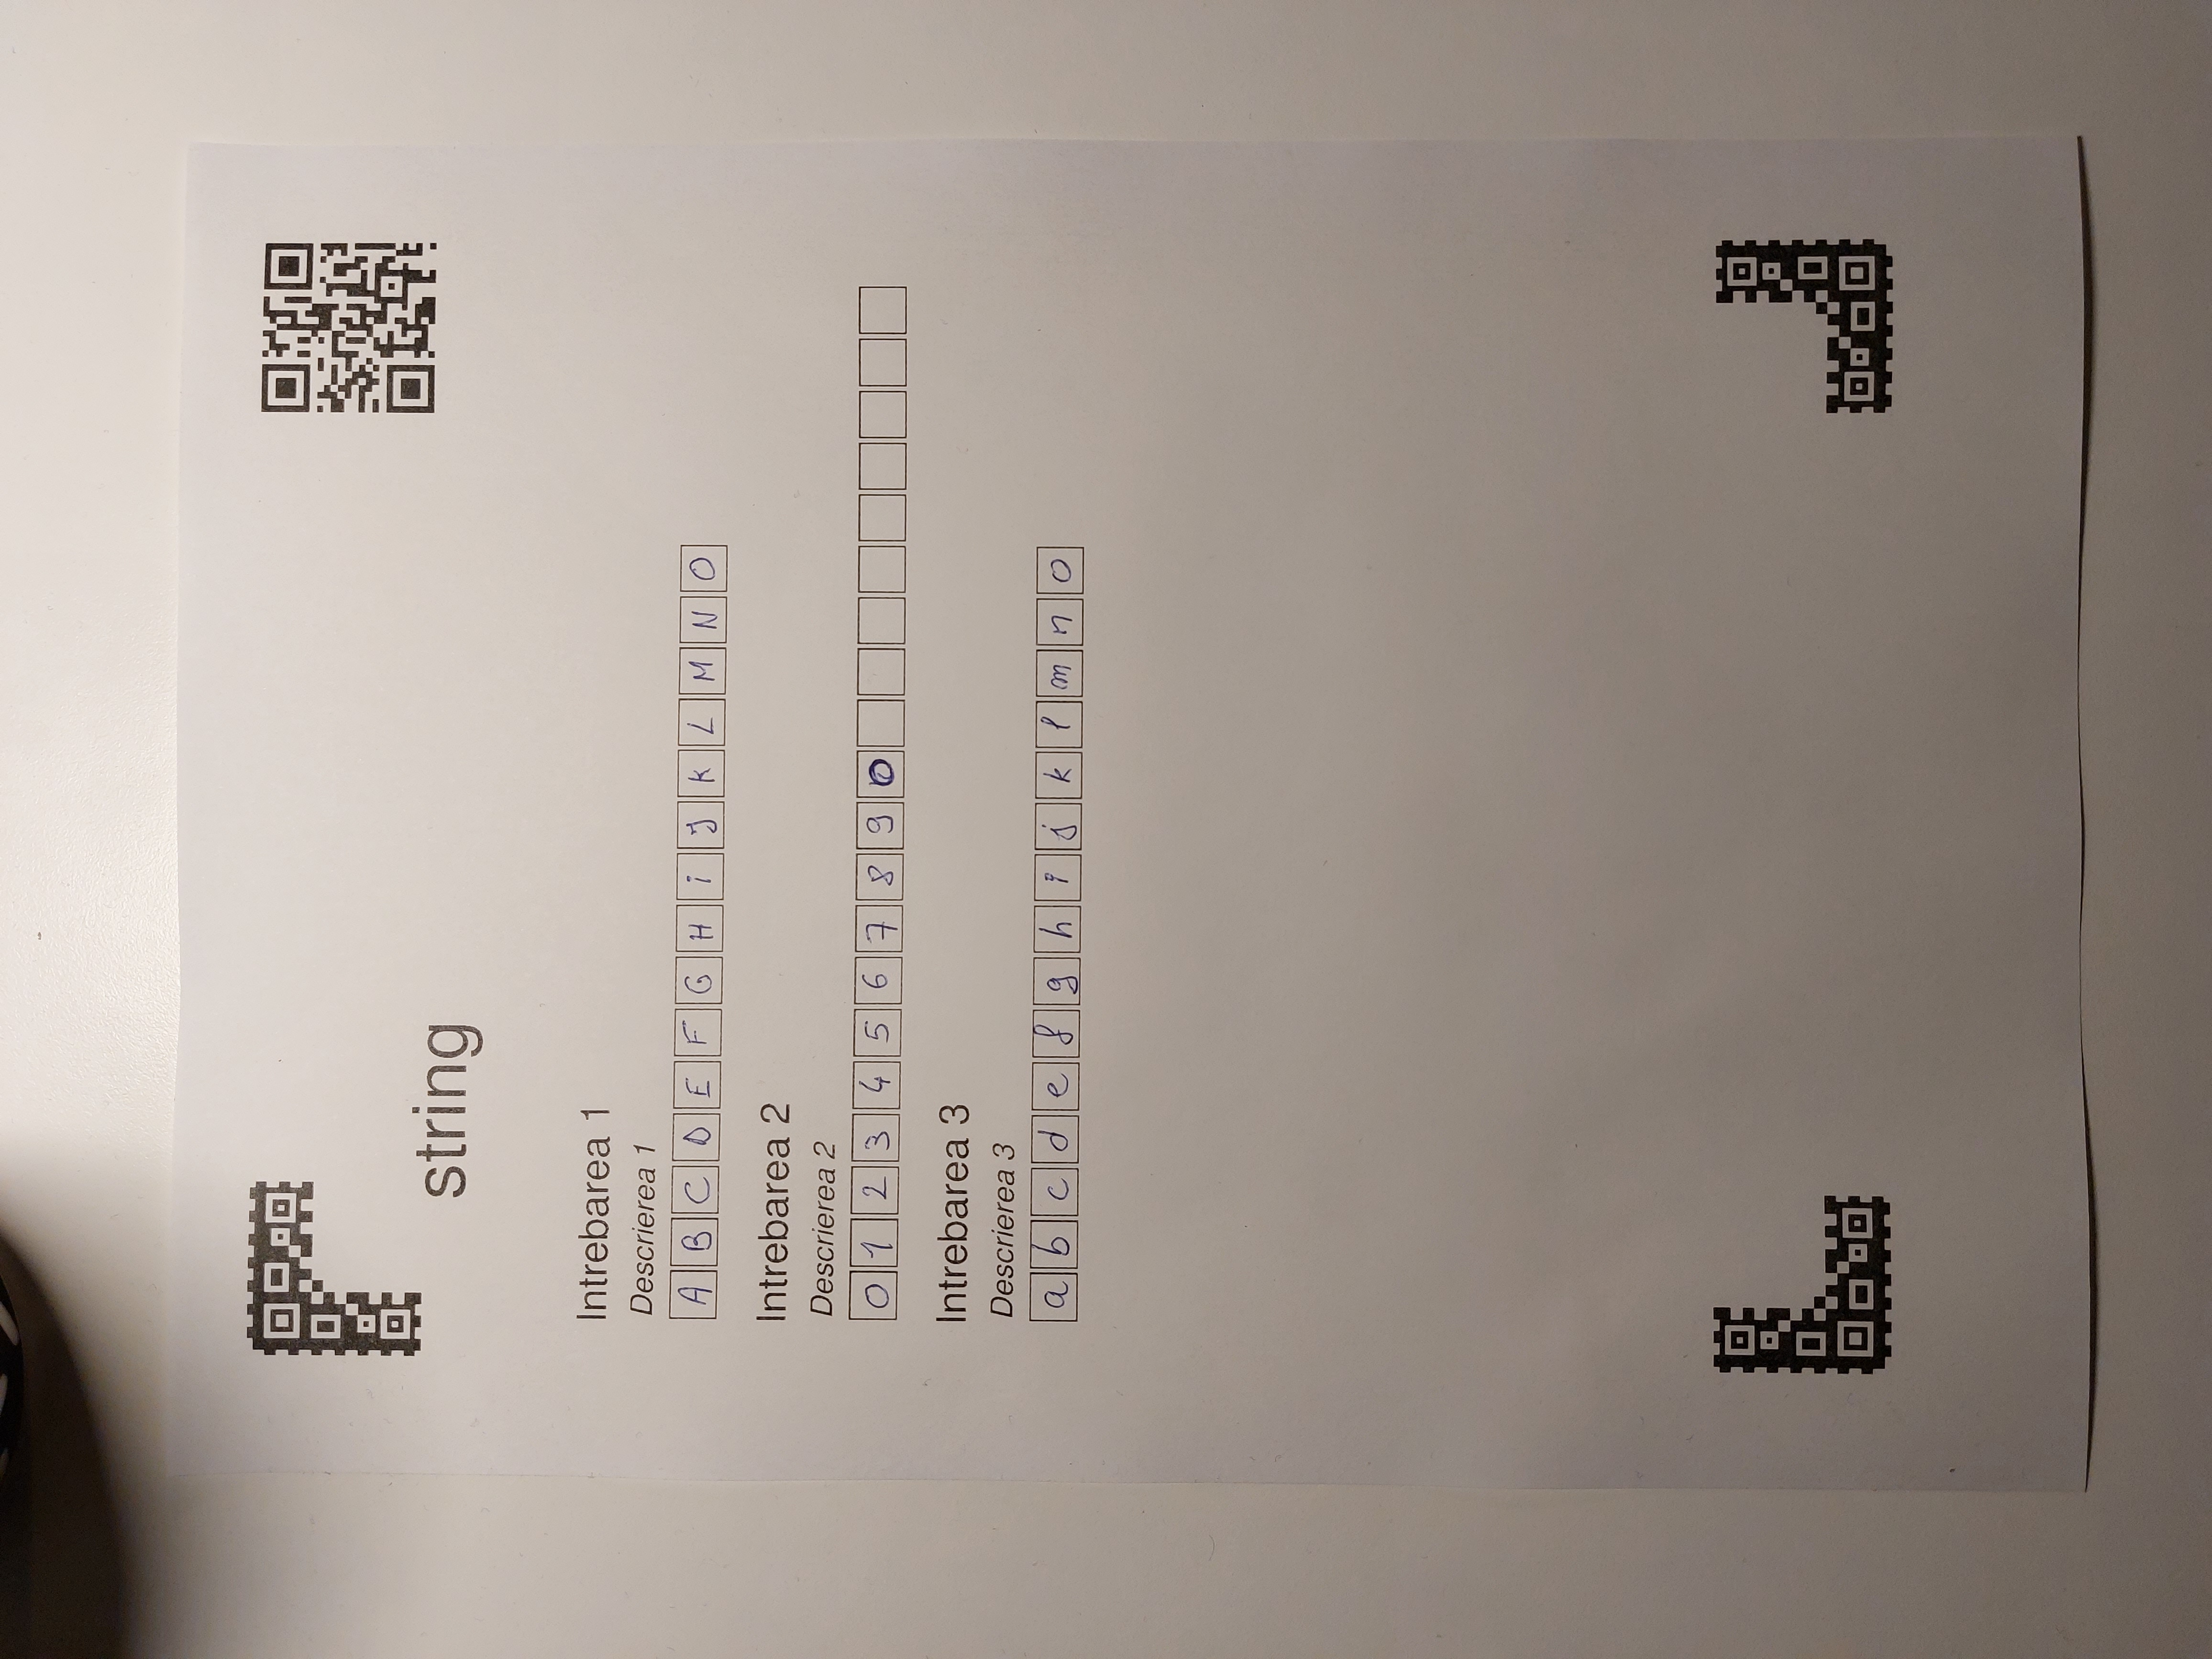 string
Intrebarea 1
Descrierea 1
A B C D E F G H i J K L M N O
Intrebarea 2
Descrierea 2
0 1 2 3 4 5 6 7 8 9 0
Intrebarea 3
Descrierea 3
a b c d e f g h i j k l m n o